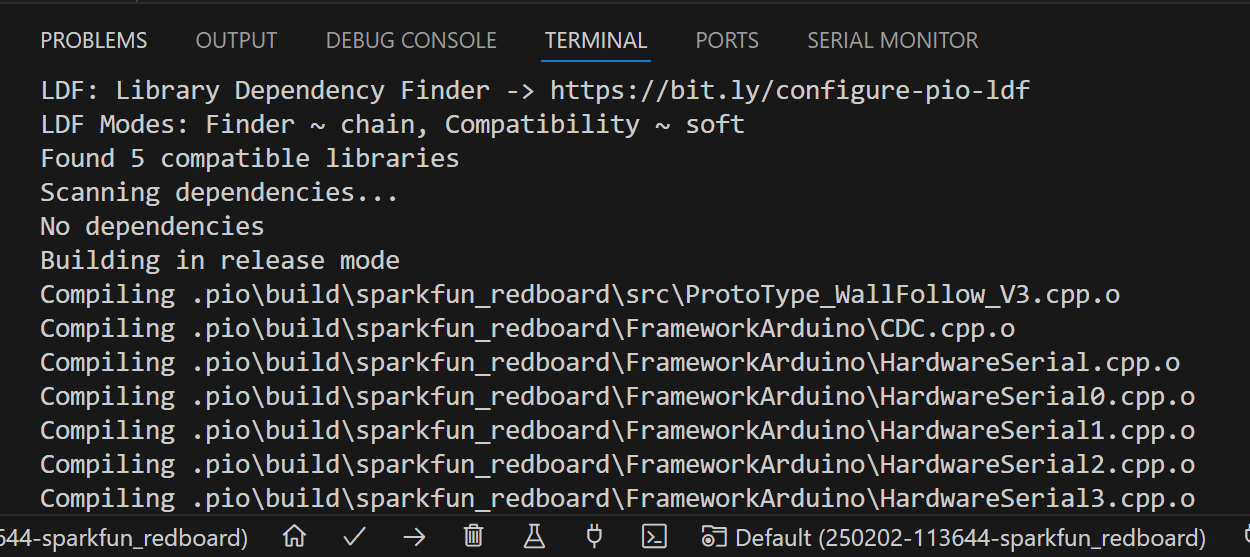 PROBLEMS OUTPUT DEBUG CONSOLE TERMINAL PORTS SERIAL MONITOR
LDF: Library Dependency Finder -> https://bit.ly/configure-pio-ldf
LDF Modes: Finder ~ chain, Compatibility ~ soft
Found 5 compatible libraries
Scanning dependencies...
No dependencies
Building in release mode
Compiling .pio\build\sparkfun_redboard\src\ProtoType_WallFollow_V3.cpp.o
Compiling .pio\build\sparkfun_redboard\FrameworkArduino\CDC.cpp.o
Compiling .pio\build\sparkfun_redboard\FrameworkArduino\HardwareSerial.cpp.o
Compiling .pio\build\sparkfun_redboard\FrameworkArduino\HardwareSerial0.cpp.o
Compiling .pio\build\sparkfun_redboard\FrameworkArduino\HardwareSerial1.cpp.o
Compiling .pio\build\sparkfun_redboard\FrameworkArduino\HardwareSerial2.cpp.o
Compiling .pio\build\sparkfun_redboard\FrameworkArduino\HardwareSerial3.cpp.o
644-sparkfun_redboard) Default (250202-113644-sparkfun_redboard)